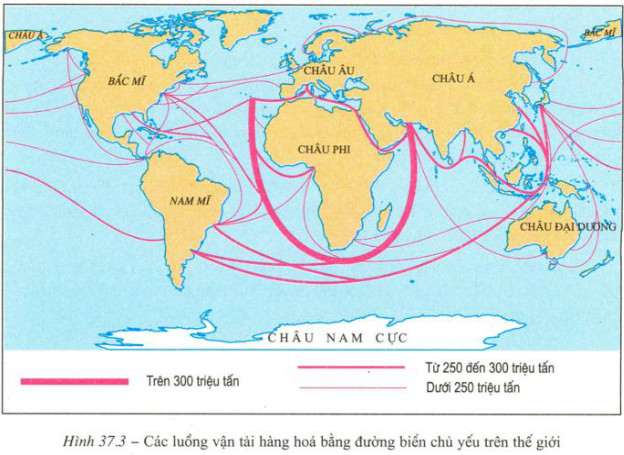 CHÂU Á
BẮC MĨ
BẮC MĨ
CHÂU ÂU
CHÂU Á
CHÂU PHI
NAM MĨ
CHÂU ĐẠI DƯƠNG
CHÂU NAM CỰC
Trên 300 triệu tấn
Từ 250 đến 300 triệu tấn
Dưới 250 triệu tấn
Hình 37.3 – Các luồng vận tải hàng hoá bằng đường biển chủ yếu trên thế giới